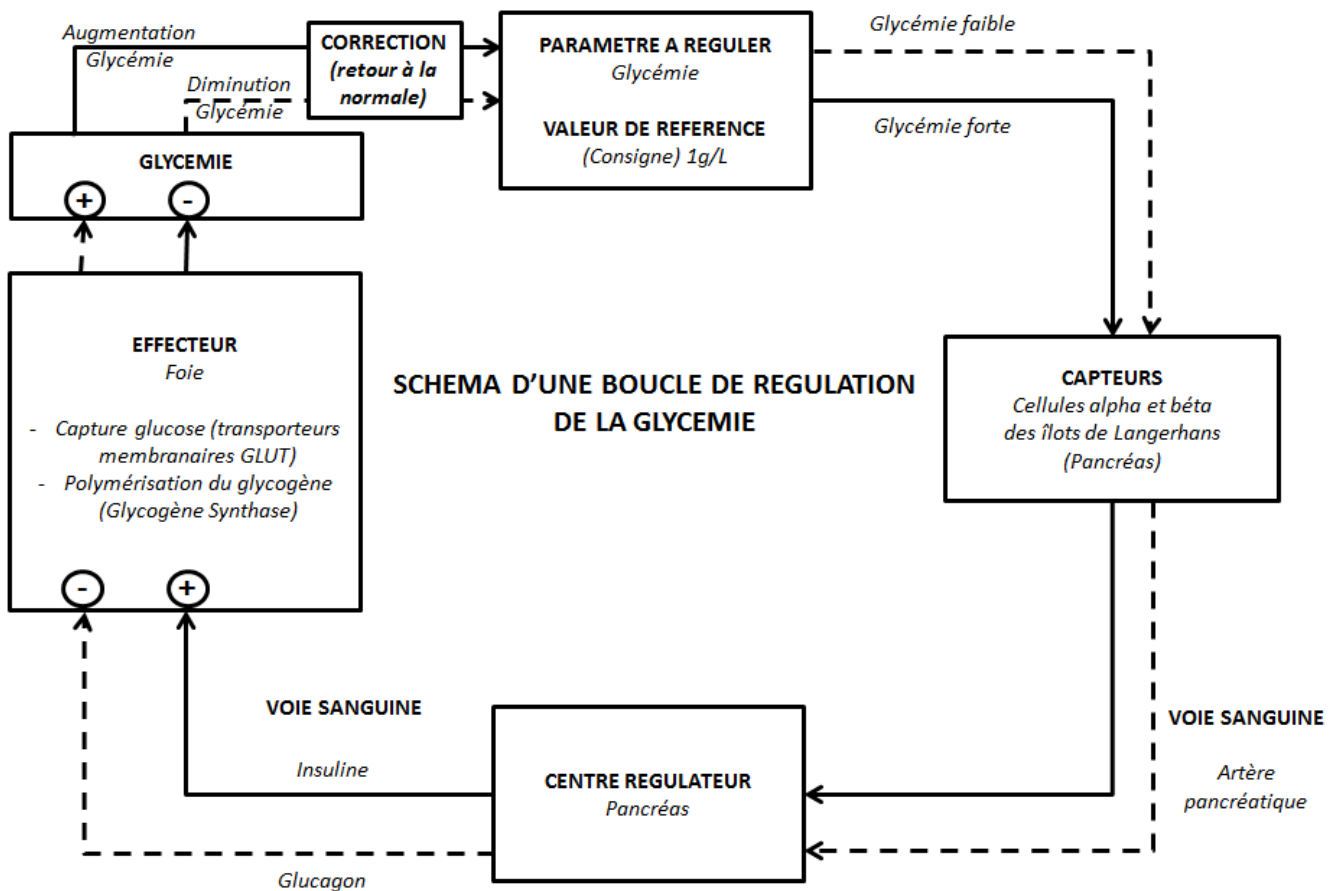 Augmentation
Glycémie
Diminution
Glycémie
CORRECTION
(retour à la
normale)
PARAMETRE A REGULER
Glycémie
VALEUR DE REFERENCE
(Consigne) 1g/L
Glycémie faible
Glycémie forte
GLYCEMIE
+
-
EFFECTEUR
Foie
- Capture glucose (transporteurs
membranaires GLUT)
- Polymérisation du glycogène
(Glycogène Synthase)
-
+
SCHEMA D'UNE BOUCLE DE REGULATION
DE LA GLYCEMIE
CAPTEURS
Cellules alpha et béta
des îlots de Langerhans
(Pancréas)
VOIE SANGUINE
Insuline
Glucagon
CENTRE REGULATEUR
Pancréas
VOIE SANGUINE
Artère
pancréatique